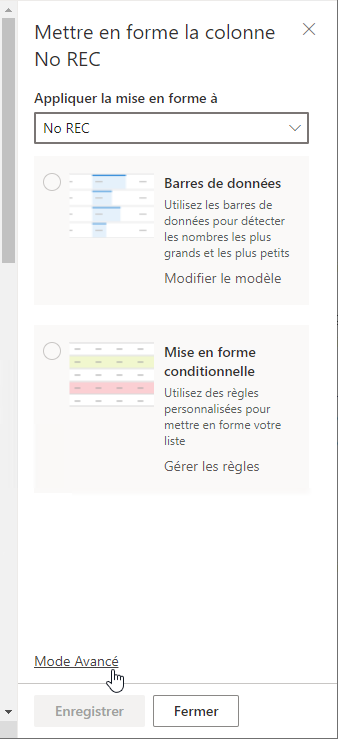 Mettre en forme la colonne
No REC
Appliquer la mise en forme à
No REC
Barres de données
Utilisez les barres de
données pour détecter
les nombres les plus
grands et les plus petits
Modifier le modèle
Mise en forme
conditionnelle
Utilisez des règles
personnalisées pour
mettre en forme votre
liste
Gérer les règles
Mode Avancé
Enregistrer
Fermer